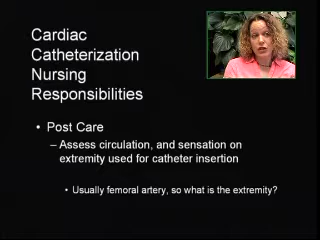 Cardiac
Catheterization
Nursing
Responsibilities
• Post Care
– Assess circulation, and sensation on
extremity used for catheter insertion
• Usually femoral artery, so what is the extremity?